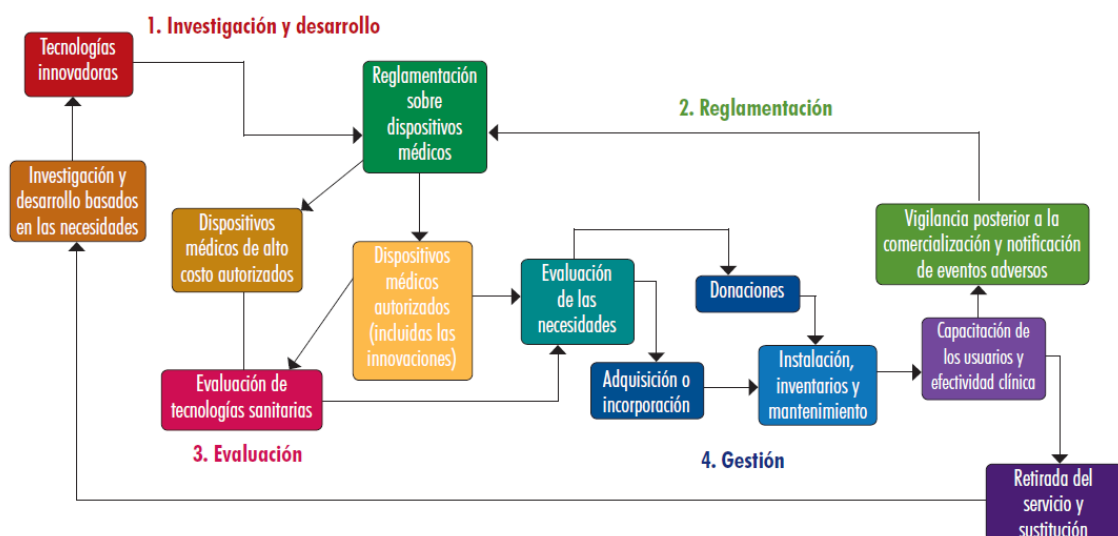 1. Investigación y desarrollo
Tecnologías
innovadoras
Reglamentación
sobre
dispositivos
médicos
2. Reglamentación
Investigación y
desarrollo basados
en las necesidades
Dispositivos
médicos de alto
costo autorizados
Dispositivos
médicos
autorizados
(incluidas las
innovaciones)
Evaluación
de las
necesidades
Donaciones
Vigilancia posterior a la
comercialización y notificación
de eventos adversos
Evaluación de
tecnologías sanitarias
Adquisición o
incorporación
Instalación,
inventarios y
mantenimiento
Capacitación de
los usuarios y
efectividad clínica
3. Evaluación
4. Gestión
Retirada del
servicio y
sustitución